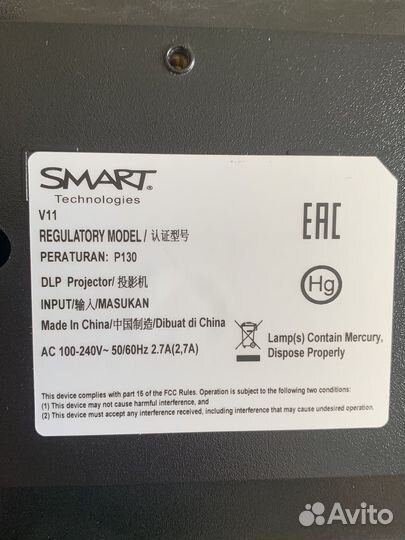 SMART
Technologies
V11
REGULATORY MODEL/ 认证型号
PERATURAN: P130
DLP Projector/ 投影机
INPUT/输入/MASUKAN
Made In China/中国制造/Dibuat di China
AC 100-240V~ 50/60Hz 2.7A(2,7A)
EAC
Hg
Lamp(s) Contain Mercury,
Dispose Properly
This device complies with part 15 of the FCC Rules. Operation is subject to the following two conditions:
(1) This device may not cause harmful interference, and
(2) This device must accept any interference received, including interference that may cause undesired operation.
Avito